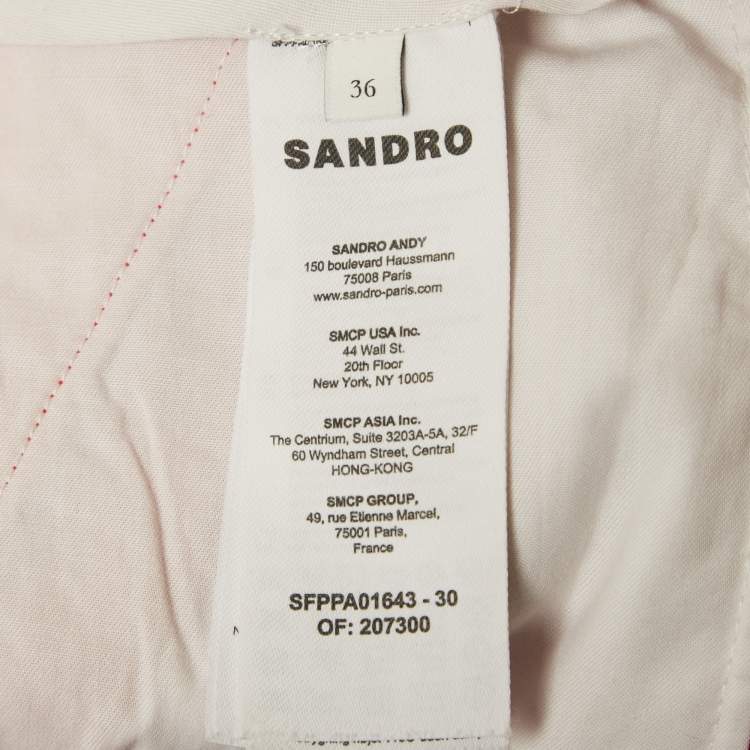 36
SANDRO
SANDRO ANDY
150 boulevard Haussmann
75008 Paris
www.sandro-paris.com
SMCP USA Inc.
44 Wall St.
20th Floor
New York, NY 10005
SMCP ASIA Inc.
The Centrium, Suite 3203A-5A, 32/F
60 Wyndham Street, Central
HONG-KONG
SMCP GROUP,
49, rue Etienne Marcel,
75001 Paris,
France
SFPPA01643 - 30
OF: 207300